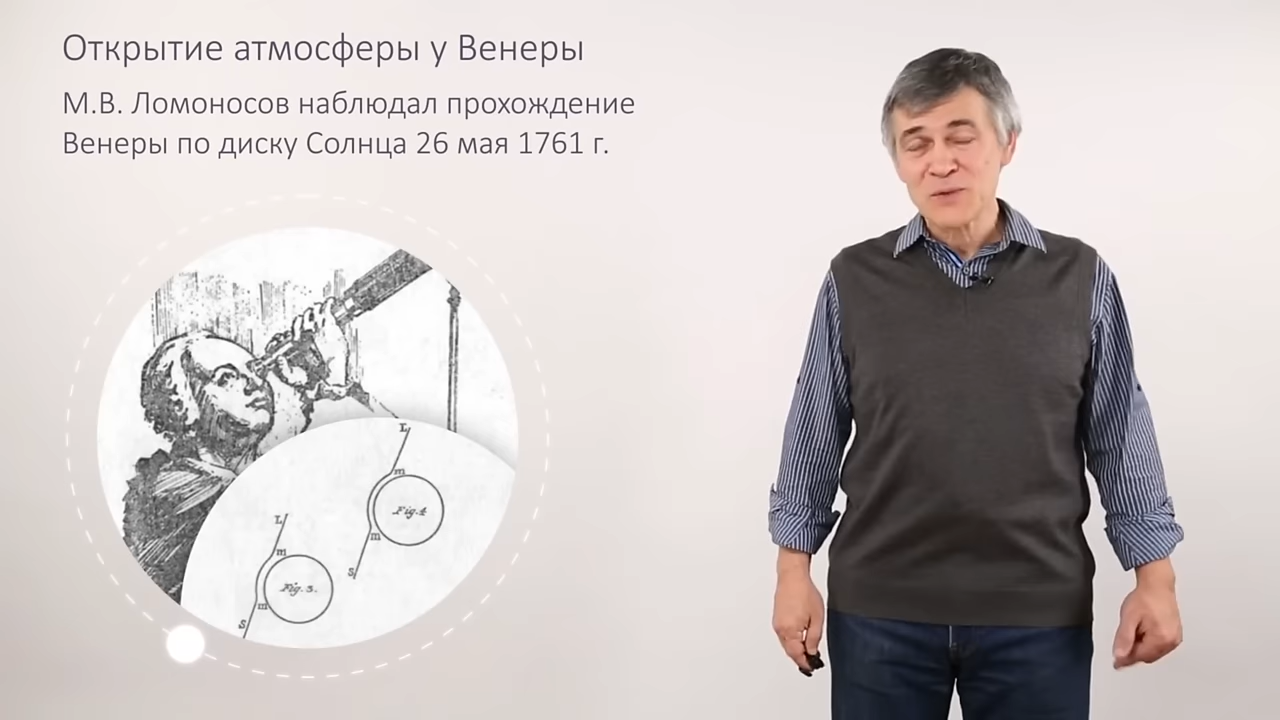 Открытие атмосферы у Венеры
М.В. Ломоносов наблюдал прохождение
Венеры по диску Солнца 26 мая 1761 г.
L
m
Fig.4.
m
S
L
m
Fig.3.
m
S